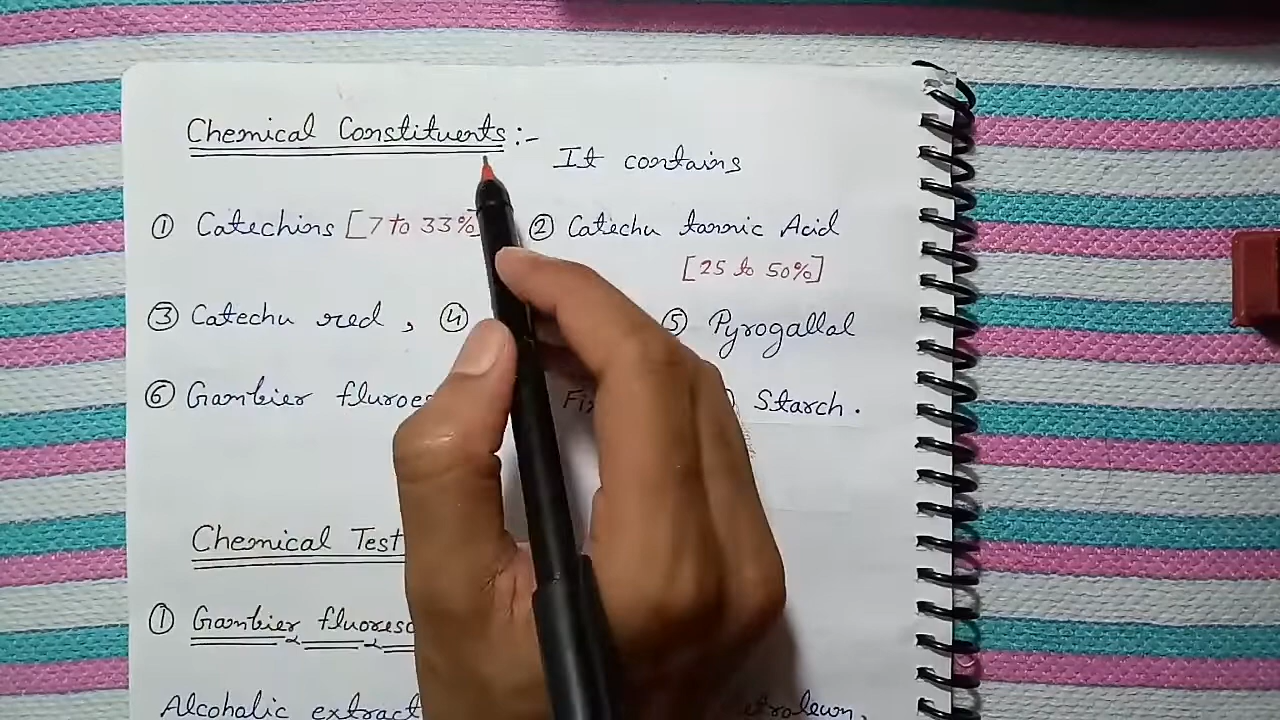 Chemical Constituents :-
It contains
① Catechins [7 to 33%] ② Catechu tannic Acid
[25 to 50%]
③ Catechu red , ④ ⑤ Pyrogallal
⑥ Gambier Starch .
Chemical Test
① Gambier
Alcoholic extract